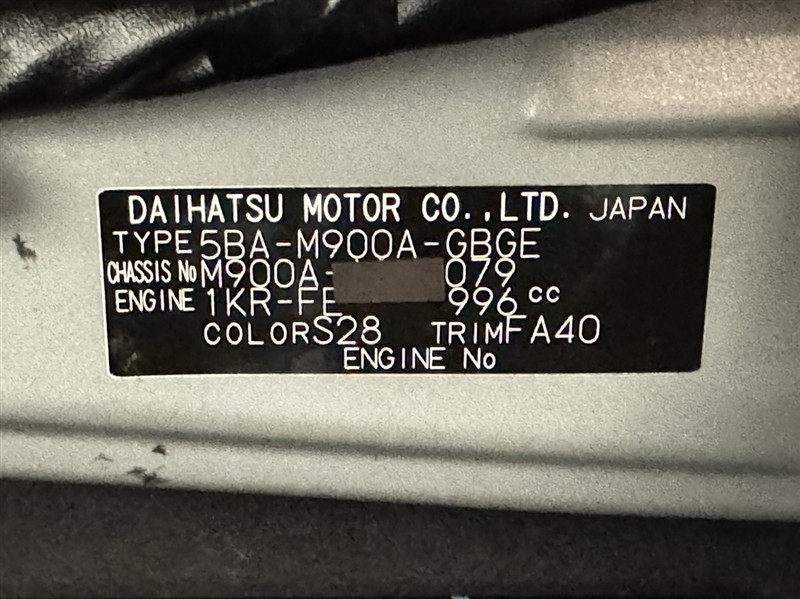 DAIHATSU MOTOR CO.,LTD. JAPAN
TYPE 5BA-M900A-GBGE
CHASSIS No M900A- 079
ENGINE 1KR-FE 996 cc
COLOR S28 TRIM FA40
ENGINE No